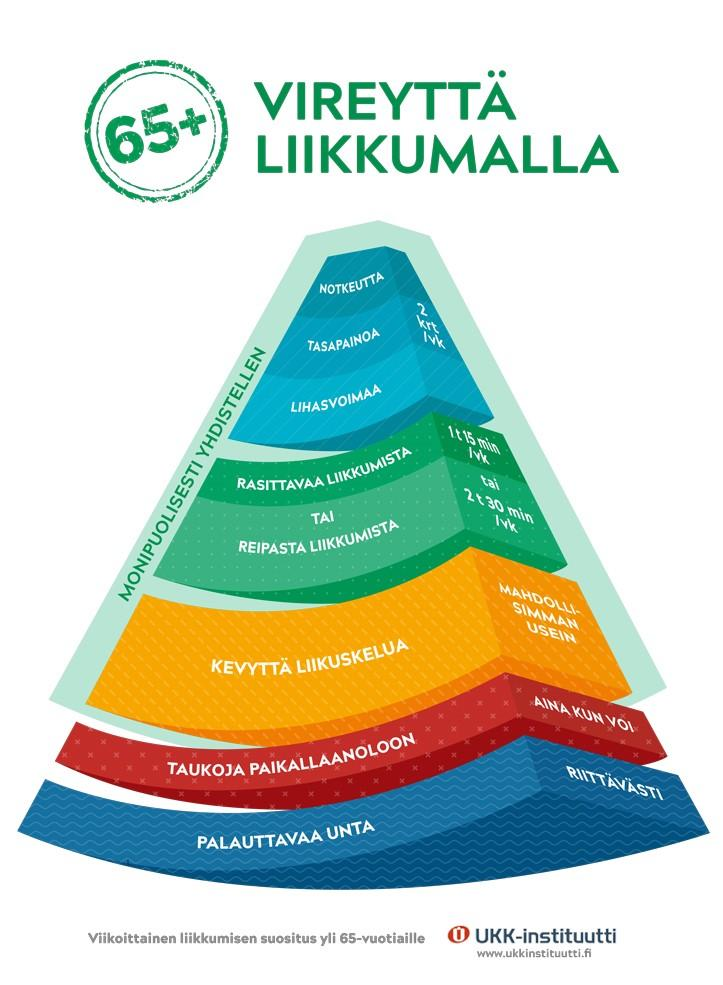 65+
VIREYTTÄ
LIIKKUMALLA
MONIPUOLISESTI YHDISTELLEN
NOTKEUTTA
TASAPAINOA
LIHASVOIMAA
2
krt
/vk
RASITTAVAA LIIKKUMISTA
1 t 15 min
/vk
TAI
REIPASTA LIIKKUMISTA
tai
2 t 30 min
/vk
KEVYTTÄ LIIKUSKELUA
MAHDOLLI-
SIMMAN
USEIN
TAUKOJA PAIKALLAANOLOON
AINA KUN VOI
PALAUTTAVAA UNTA
RIITTÄVÄSTI
Viikoittainen liikkumisen suositus yli 65-vuotiaille
UKK-instituutti
www.ukkinstituutti.fi